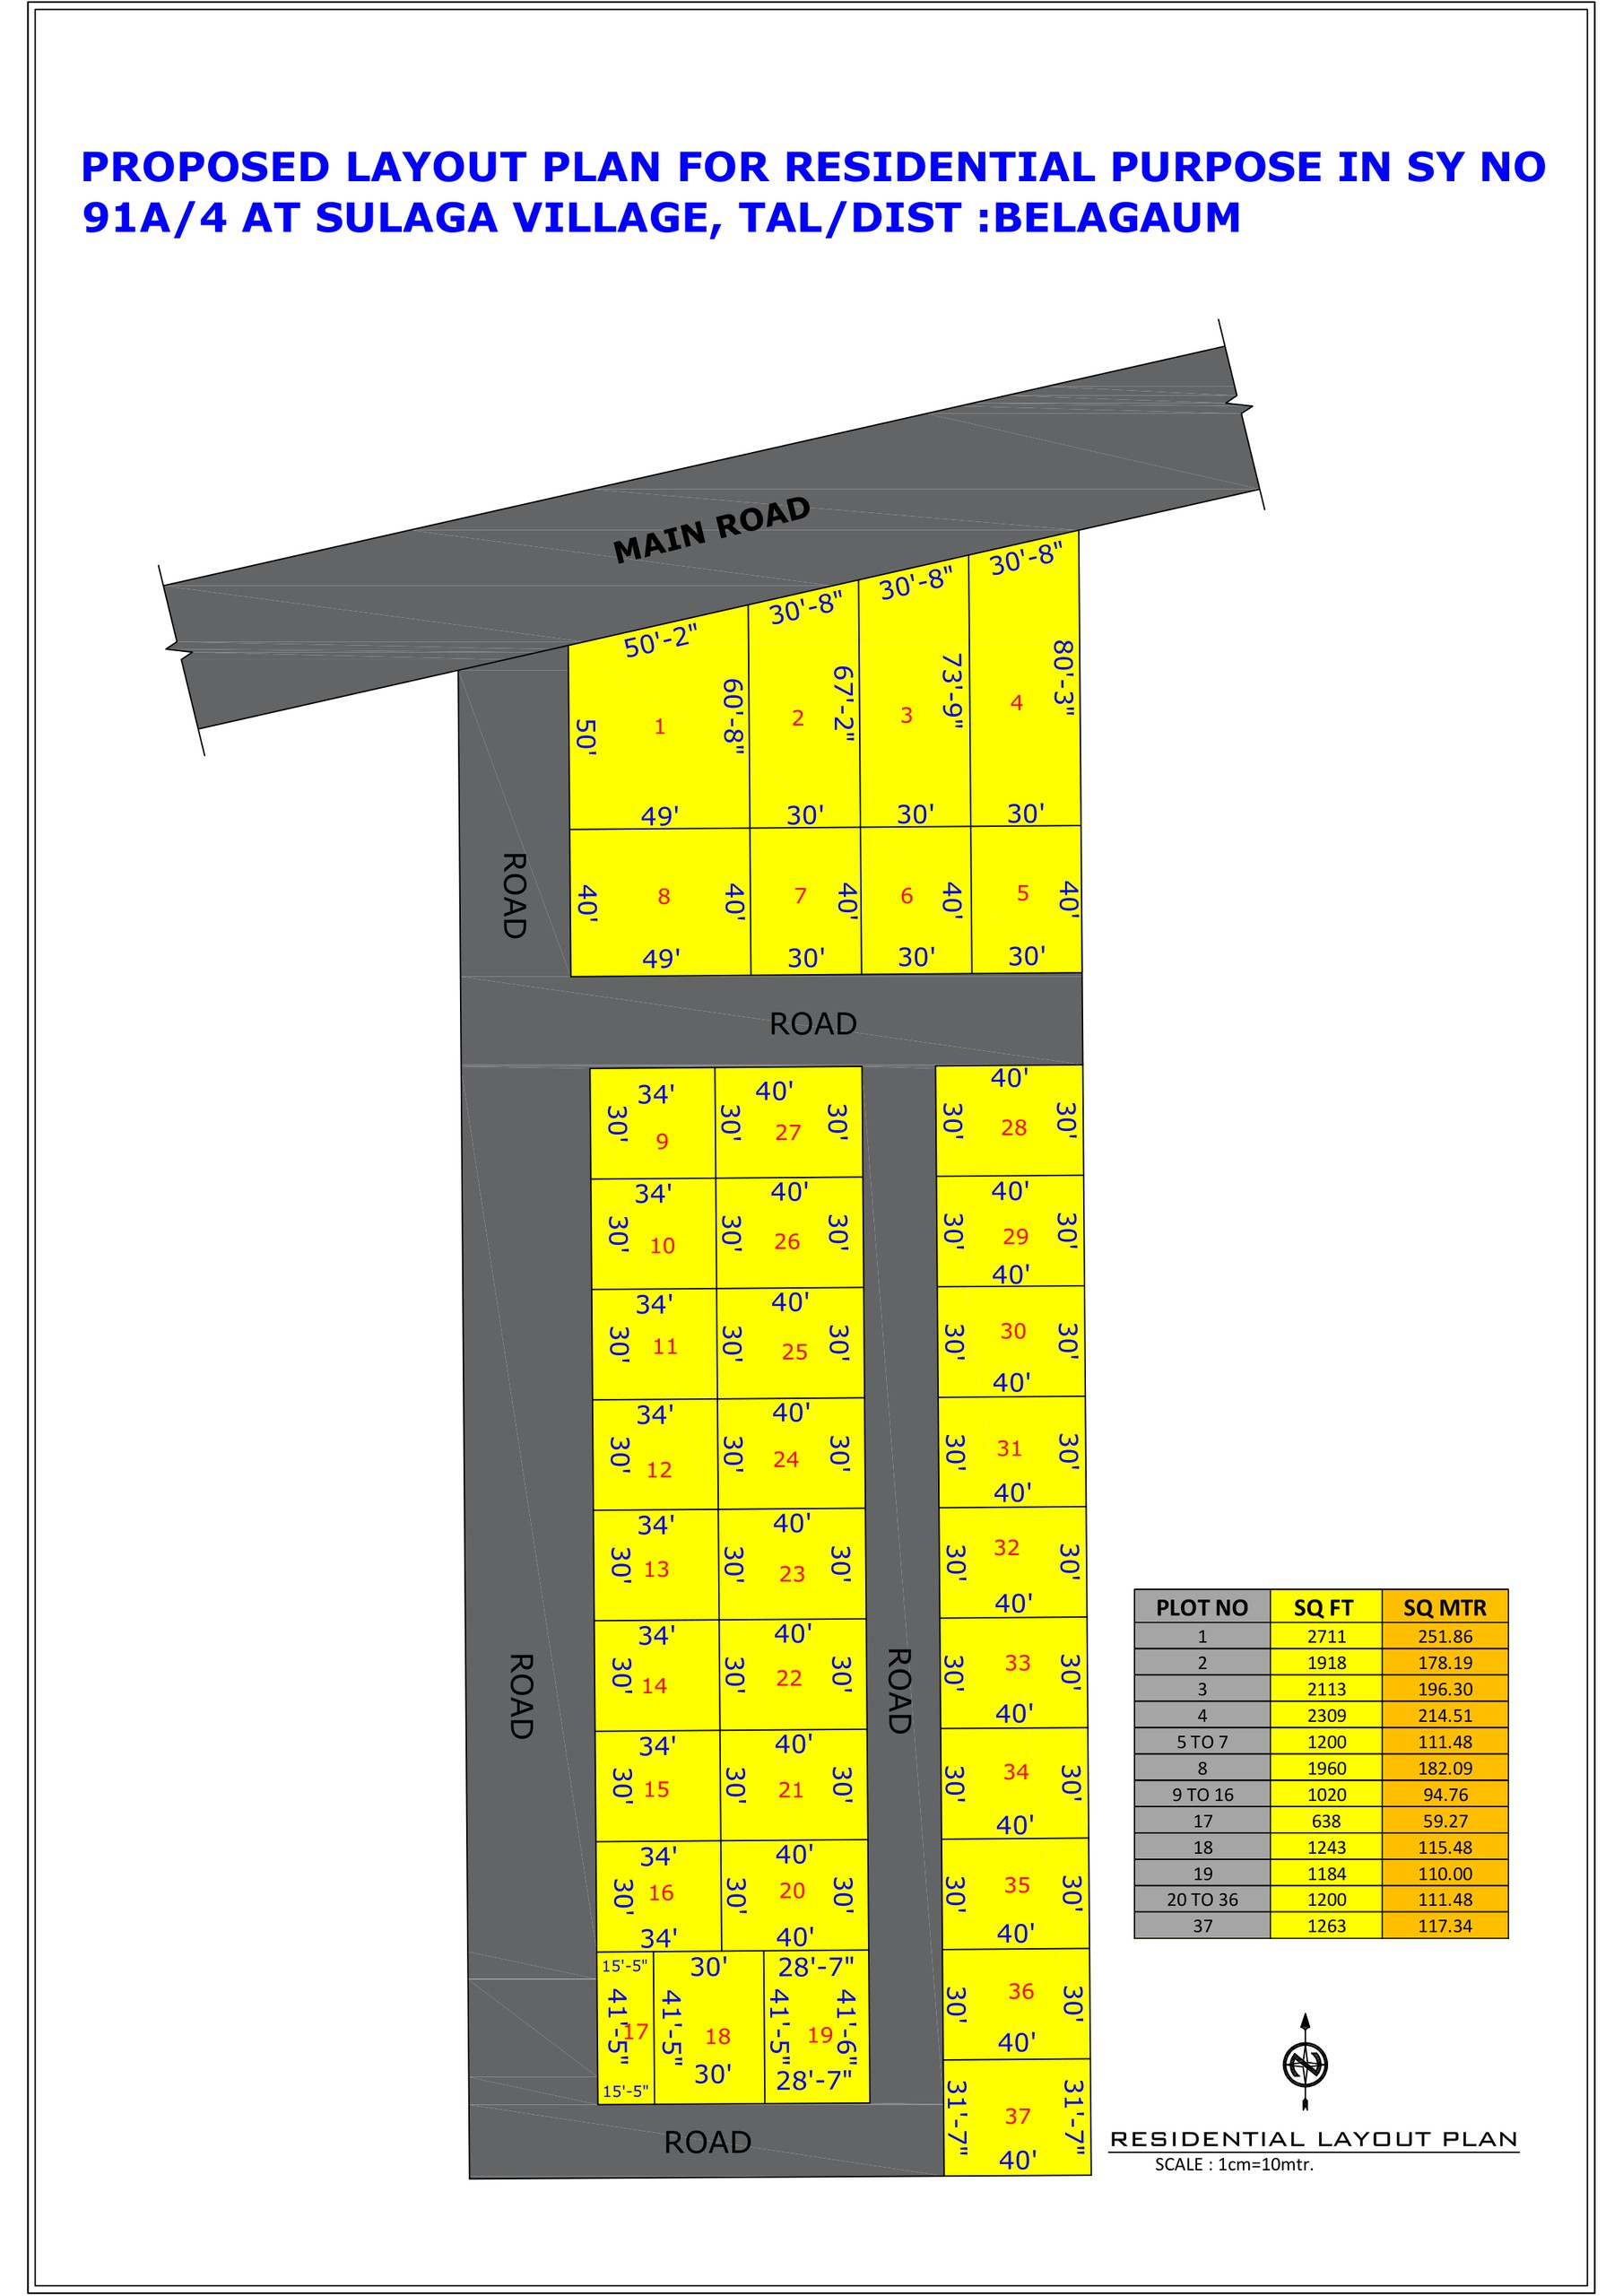 PROPOSED LAYOUT PLAN FOR RESIDENTIAL PURPOSE IN SY NO
91A/4 AT SULAGA VILLAGE, TAL/DIST :BELAGAUM
MAIN ROAD
50'-2" 30'-8" 30'-8" 30'-8"
50' 1 60'-8" 2 67'-2" 3 73'-9" 4 80'-3"
49' 30' 30' 30'
ROAD
40' 8 40' 7 40' 6 40' 5 40'
49' 30' 30' 30'
ROAD
34' 40' 40'
30' 9 30' 27 30' 30' 28 30'
34' 40' 40'
30' 10 30' 26 30' 30' 29 30'
40'
34' 40'
30' 11 30' 25 30' 30' 30 30'
40'
34' 40'
30' 12 30' 24 30' 30' 31 30'
40'
34' 40'
30' 13 30' 23 30' 30' 32 30'
40'
34' 40'
30' 14 30' 22 30' 30' 33 30'
40'
ROAD
ROAD
34' 40'
30' 15 30' 21 30' 30' 34 30'
40'
34' 40'
30' 16 30' 20 30' 30' 35 30'
34' 40' 40'
15'-5" 30' 28'-7"
41'-5" 17 41'-5" 18 41'-5" 19 41'-6" 30' 36 30'
40'
15'-5" 30' 28'-7"
31'-7" 37 31'-7"
40'
ROAD
PLOT NO SQ FT SQ MTR
1 2711 251.86
2 1918 178.19
3 2113 196.30
4 2309 214.51
5 TO 7 1200 111.48
8 1960 182.09
9 TO 16 1020 94.76
17 638 59.27
18 1243 115.48
19 1184 110.00
20 TO 36 1200 111.48
37 1263 117.34
N
RESIDENTIAL LAYOUT PLAN
SCALE : 1cm=10mtr.